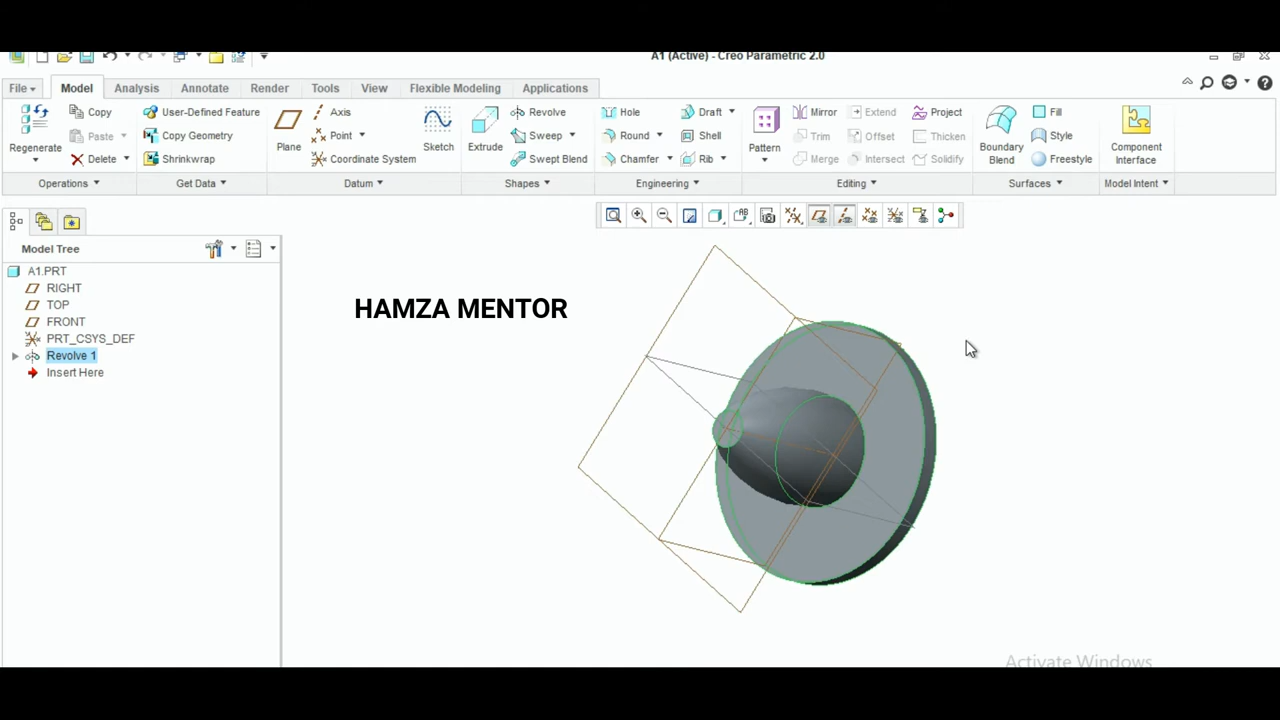 A1 (Active) - Creo Parametric 2.0
File Model Analysis Annotate Render Tools View Flexible Modeling Applications
Copy User-Defined Feature Axis Revolve Hole Draft Mirror Extend Project Fill
Paste Copy Geometry Point Sweep Round Shell Trim Offset Thicken Style
Regenerate Plane Sketch Extrude Pattern Boundary Blend Component Interface
Delete Shrinkwrap Coordinate System Swept Blend Chamfer Rib Merge Intersect Solidify Freestyle
Operations Get Data Datum Shapes Engineering Editing Surfaces Model Intent
Model Tree
A1.PRT
RIGHT
TOP
FRONT
PRT_CSYS_DEF
Revolve 1
Insert Here
HAMZA MENTOR
Activate Windows